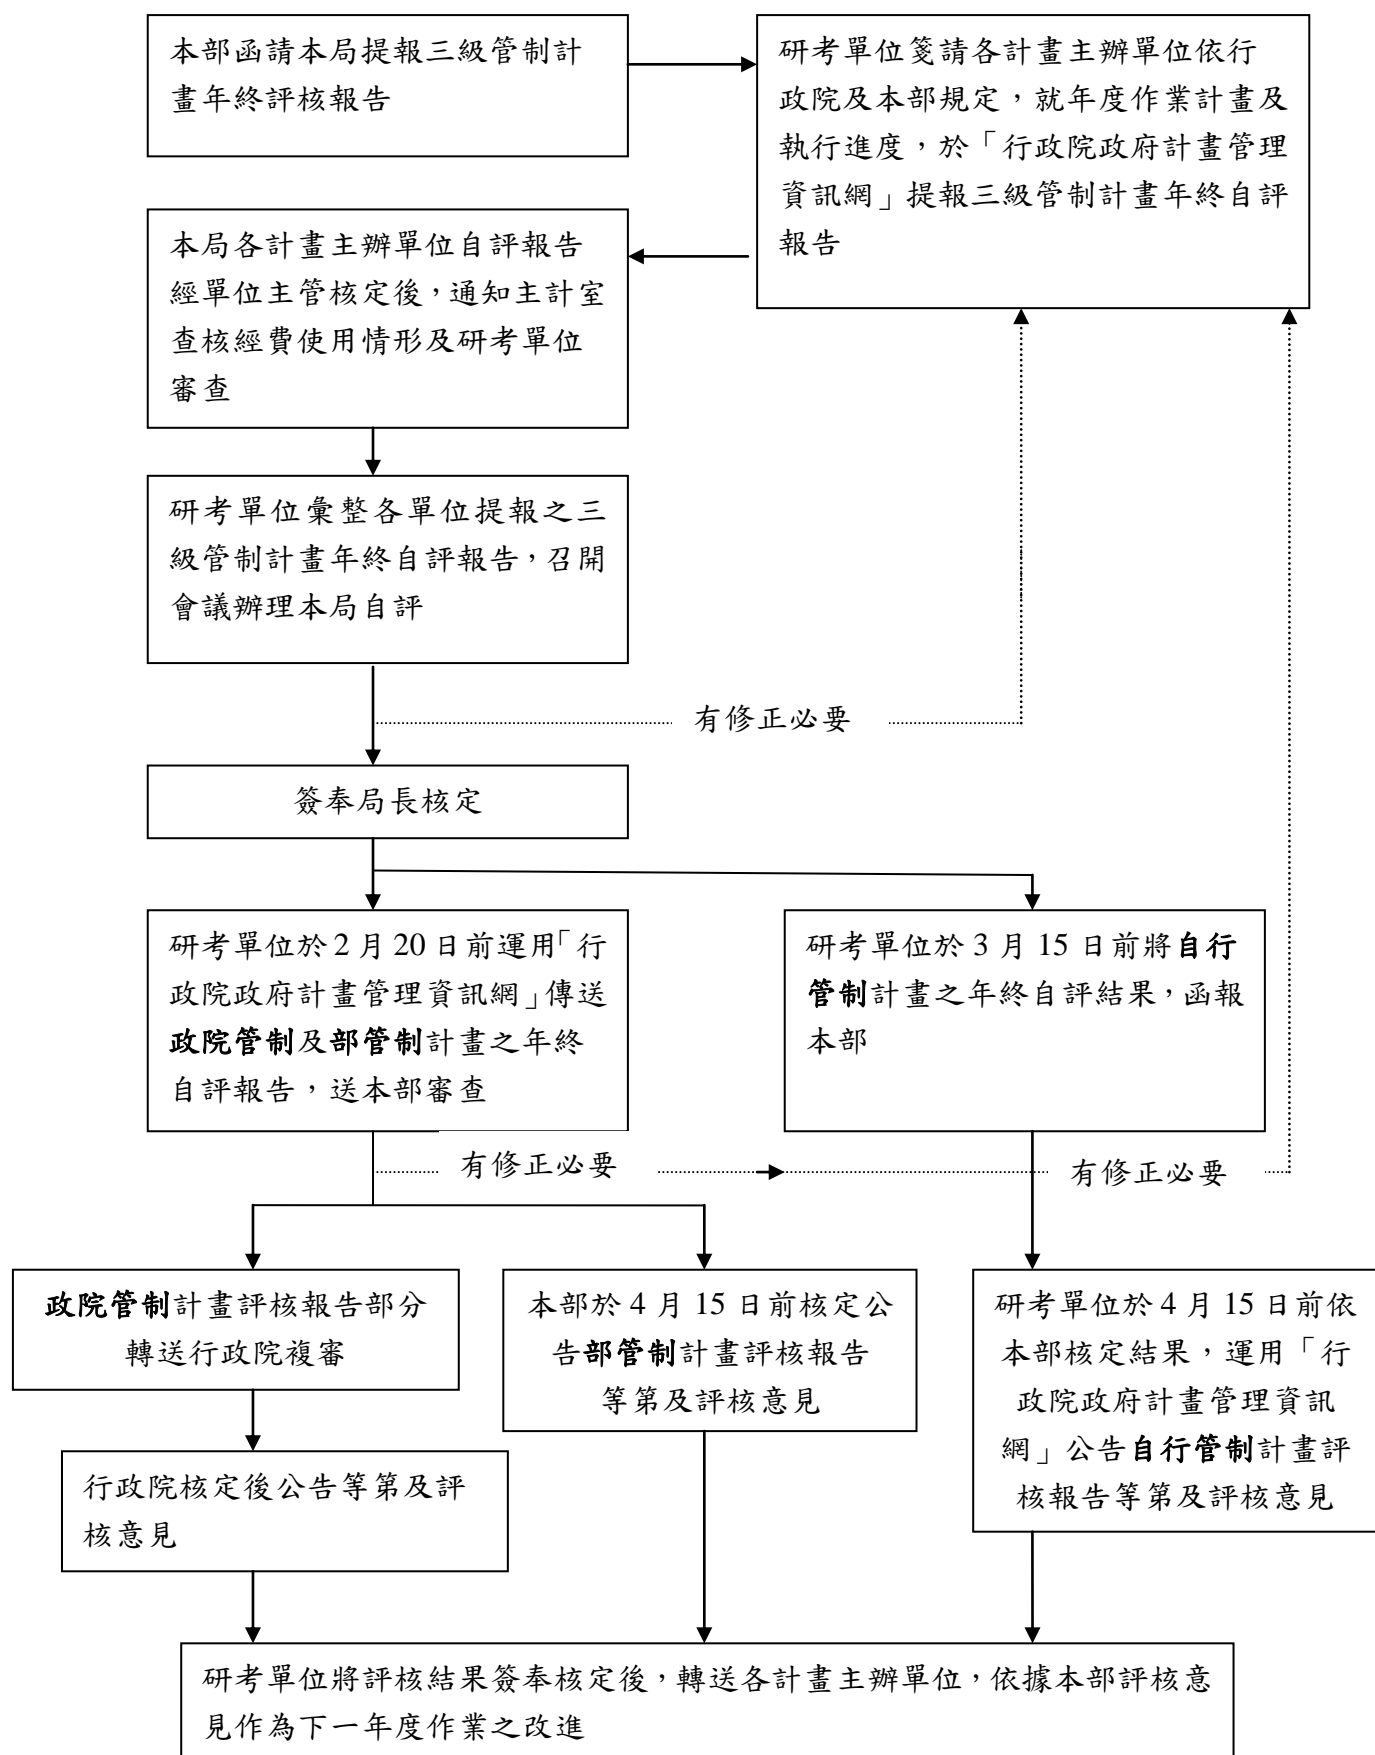 本部函請本局提報三級管制計
畫年終評核報告
研考單位箋請各計畫主辦單位依行
政院及本部規定，就年度作業計畫及
執行進度，於「行政院政府計畫管理
資訊網」提報三級管制計畫年終自評
報告
本局各計畫主辦單位自評報告
經單位主管核定後，通知主計室
查核經費使用情形及研考單位
審查
研考單位彙整各單位提報之三
級管制計畫年終自評報告，召開
會議辦理本局自評
有修正必要
簽奉局長核定
研考單位於 2 月 20 日前運用「行
政院政府計畫管理資訊網」傳送
政院管制及部管制計畫之年終
自評報告，送本部審查
研考單位於 3 月 15 日前將自行
管制計畫之年終自評結果，函報
本部
有修正必要
有修正必要
政院管制計畫評核報告部分
轉送行政院複審
本部於 4 月 15 日前核定公
告部管制計畫評核報告
等第及評核意見
研考單位於 4 月 15 日前依
本部核定結果，運用「行
政院政府計畫管理資訊
網」公告自行管制計畫評
核報告等第及評核意見
行政院核定後公告等第及評
核意見
研考單位將評核結果簽奉核定後，轉送各計畫主辦單位，依據本部評核意
見作為下一年度作業之改進